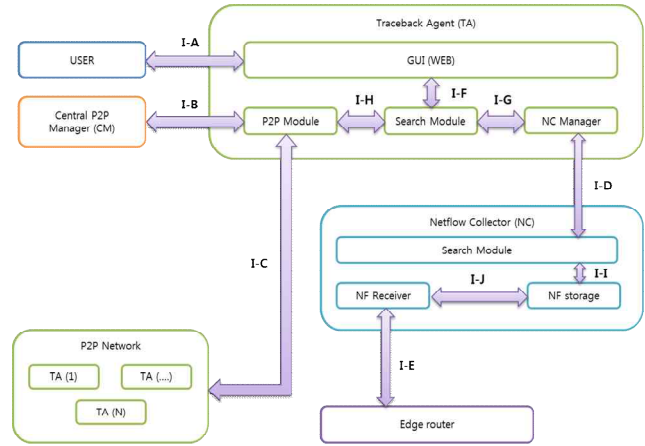 Traceback Agent (TA)
I-A
USER
GUI (WEB)
I-B
I-H
I-F
I-G
Central P2P
Manager (CM)
P2P Module
Search Module
NC Manager
I-D
Netflow Collector (NC)
Search Module
I-C
I-J
I-I
NF Receiver
NF storage
P2P Network
I-E
TA (1)
TA (....)
TA (N)
Edge router